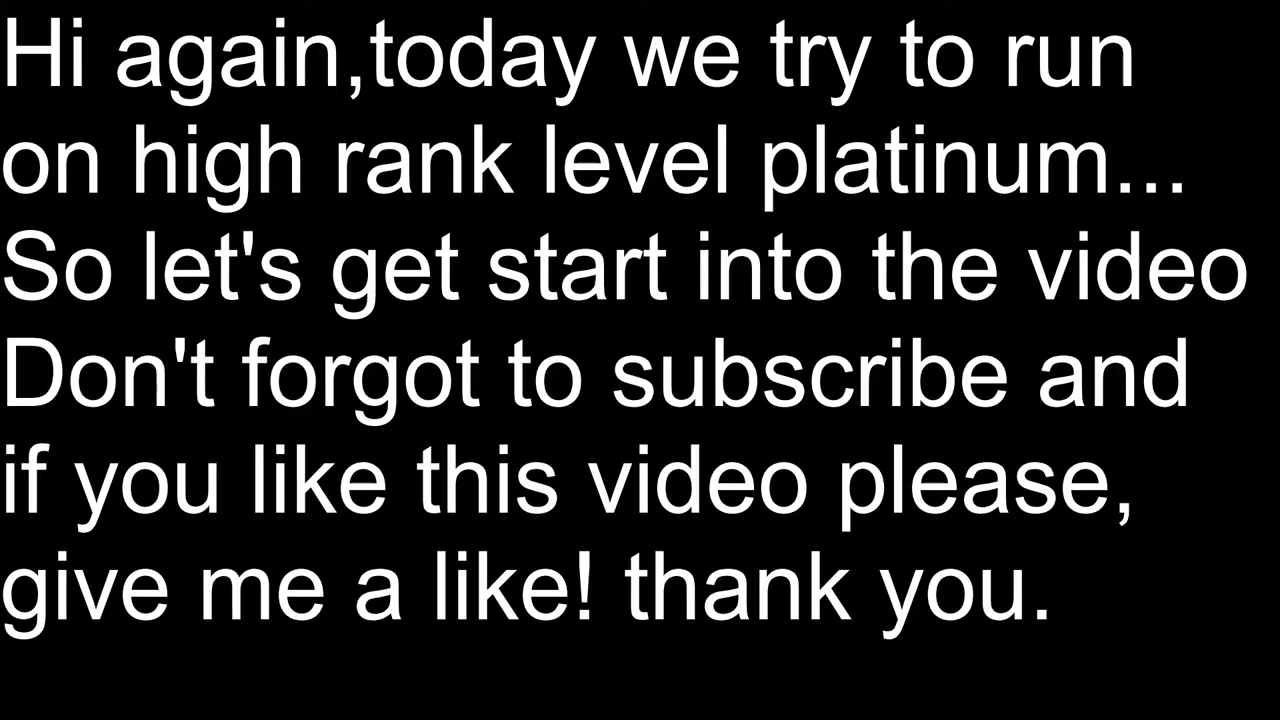 Hi again,today we try to run
on high rank level platinum...
So let's get start into the video
Don't forgot to subscribe and
if you like this video please,
give me a like! thank you.